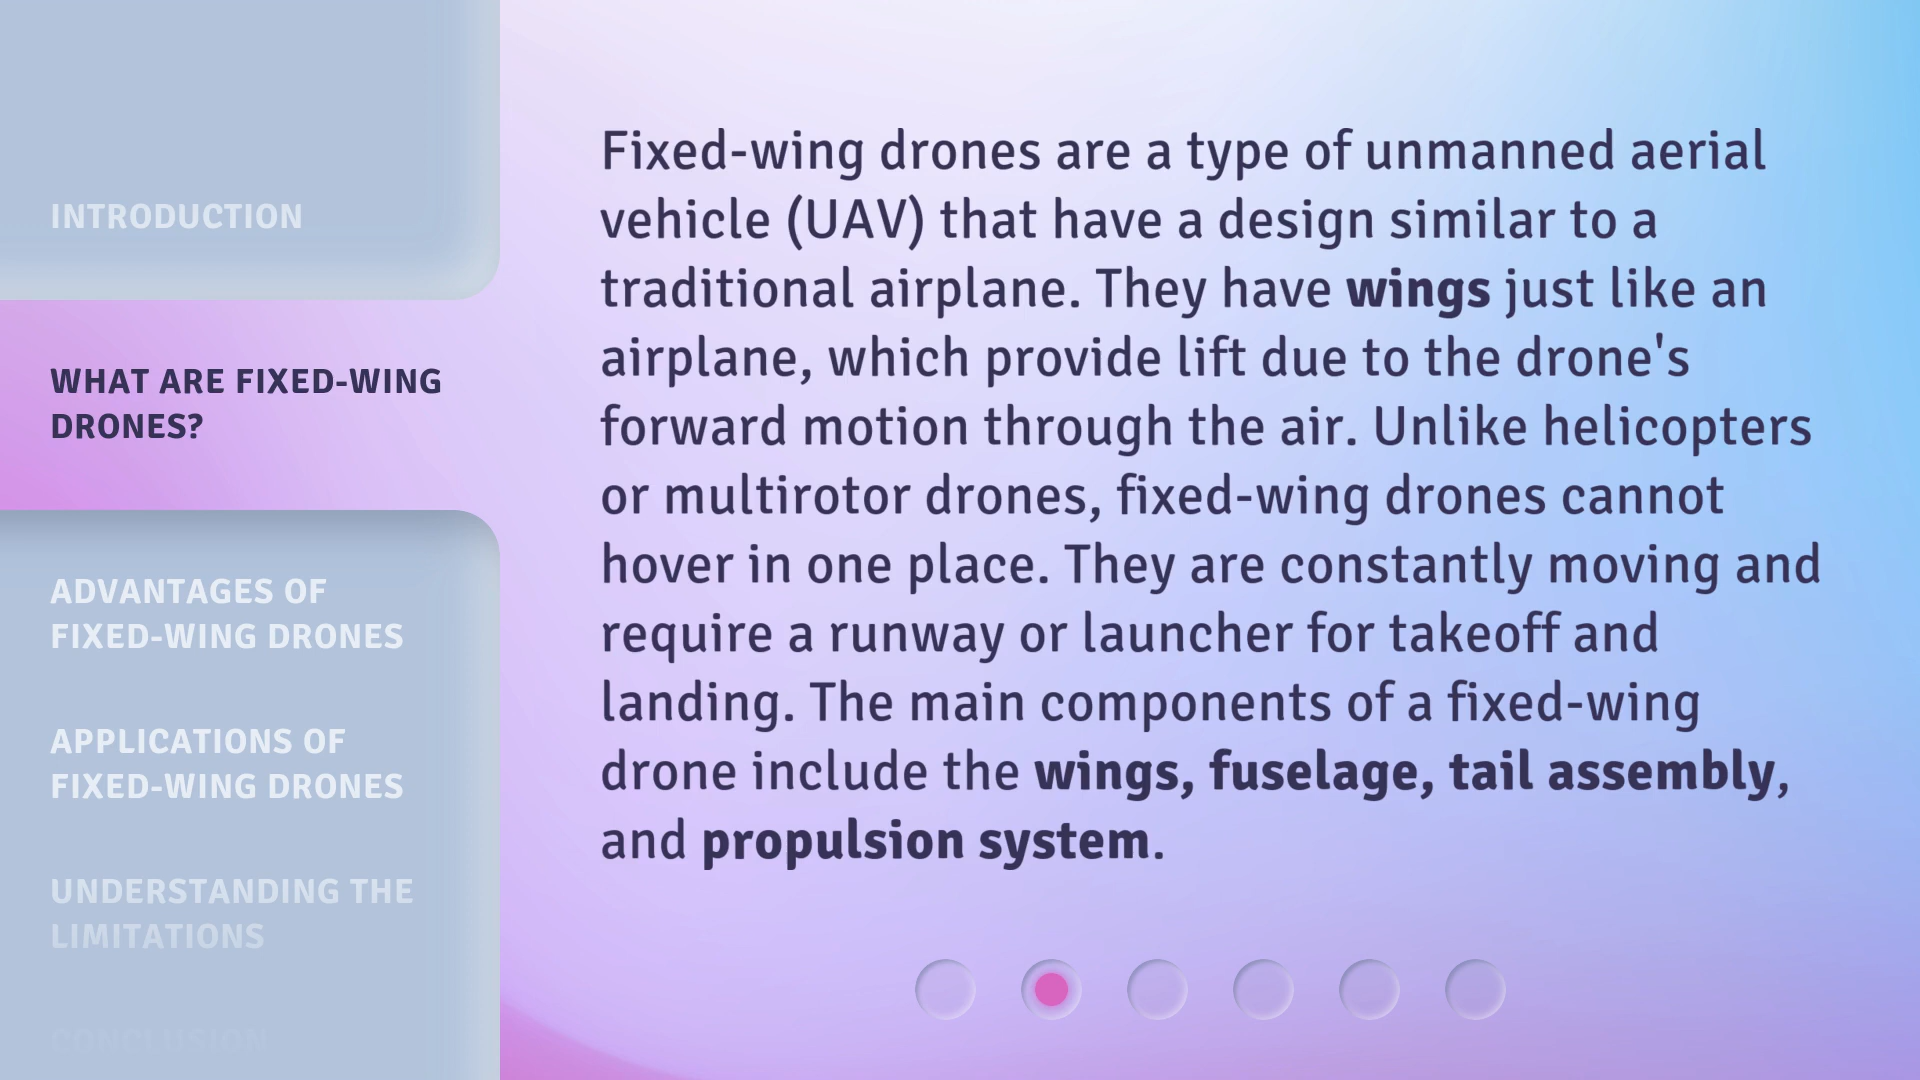 INTRODUCTION
WHAT ARE FIXED-WING
DRONES?
ADVANTAGES OF
FIXED-WING DRONES
APPLICATIONS OF
FIXED-WING DRONES
UNDERSTANDING THE
LIMITATIONS
CONCLUSION
Fixed-wing drones are a type of unmanned aerial
vehicle (UAV) that have a design similar to a
traditional airplane. They have wings just like an
airplane, which provide lift due to the drone's
forward motion through the air. Unlike helicopters
or multirotor drones, fixed-wing drones cannot
hover in one place. They are constantly moving and
require a runway or launcher for takeoff and
landing. The main components of a fixed-wing
drone include the wings, fuselage, tail assembly,
and propulsion system.